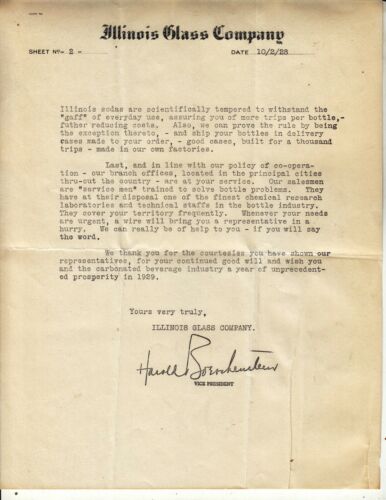 Illinois Glass Company
SHEET Nº- 2 -
DATE 10/2/28
Illinois sodas are scientifically tempered to withstand the
"gaff" of everyday use, assuring you of more trips per bottle,-
futher reducing costs. Also, we can prove the rule by being
the exception thereto, - and ship your bottles in delivery
cases made to your order, - good cases, built for a thousand
trips - made in our own factories.
Last, and in line with our policy of co-opera-
tion - our branch offices, located in the principal cities
thru-out the country - are at your service. Our salesmen
are "service men" trained to solve bottle problems. They
have at their disposal one of the finest chemical research
laboratories and technical staffs in the bottle industry.
They cover your territory frequently. Whenever your needs
are urgent, a wire will bring you a representative in a
hurry. We can really be of help to you - if you will say
the word.
We thank you for the courtesies you have shown our
representatives, for your continued good will and wish you
and the carbonated beverage industry a year of unprecedent-
ed prosperity in 1929.
Yours very truly,
ILLINOIS GLASS COMPANY.
Harold Boeschenstein
VICE PRESIDENT